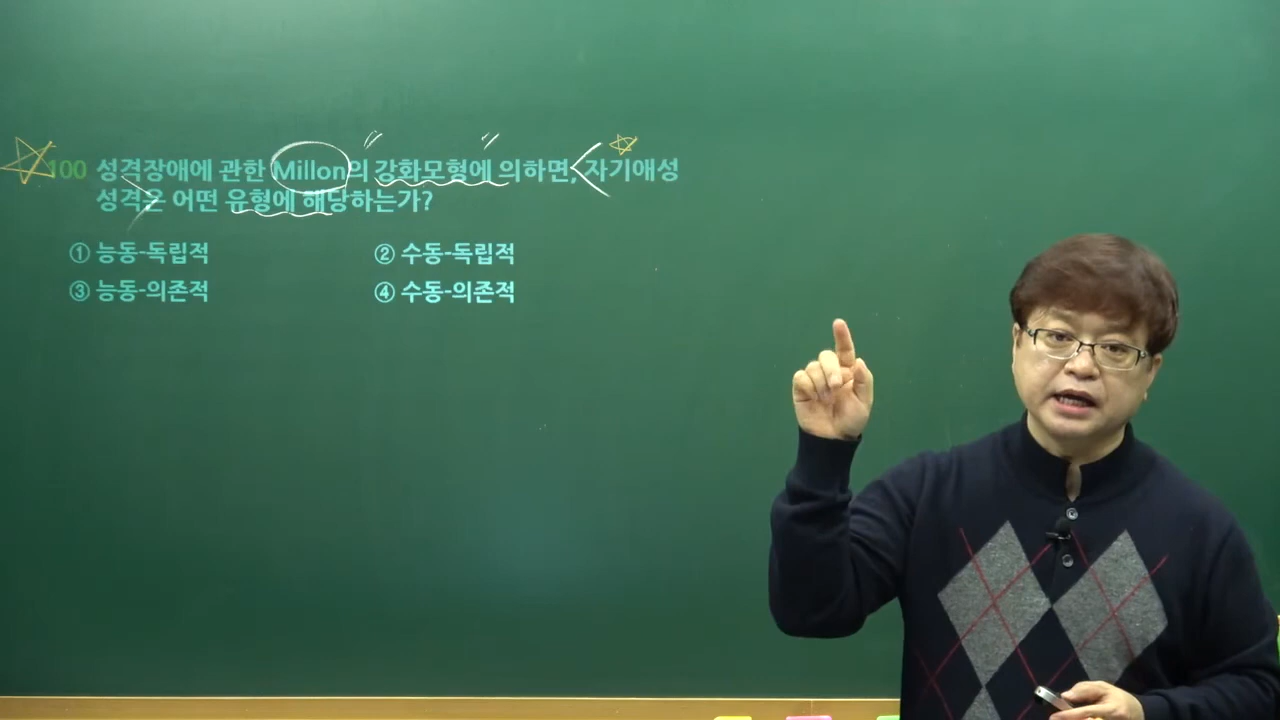 100 성격장애에 관한 Millon의 강화모형에 의하면, 자기애성
성격은 어떤 유형에 해당하는가?
① 능동-독립적 ② 수동-독립적
③ 능동-의존적 ④ 수동-의존적